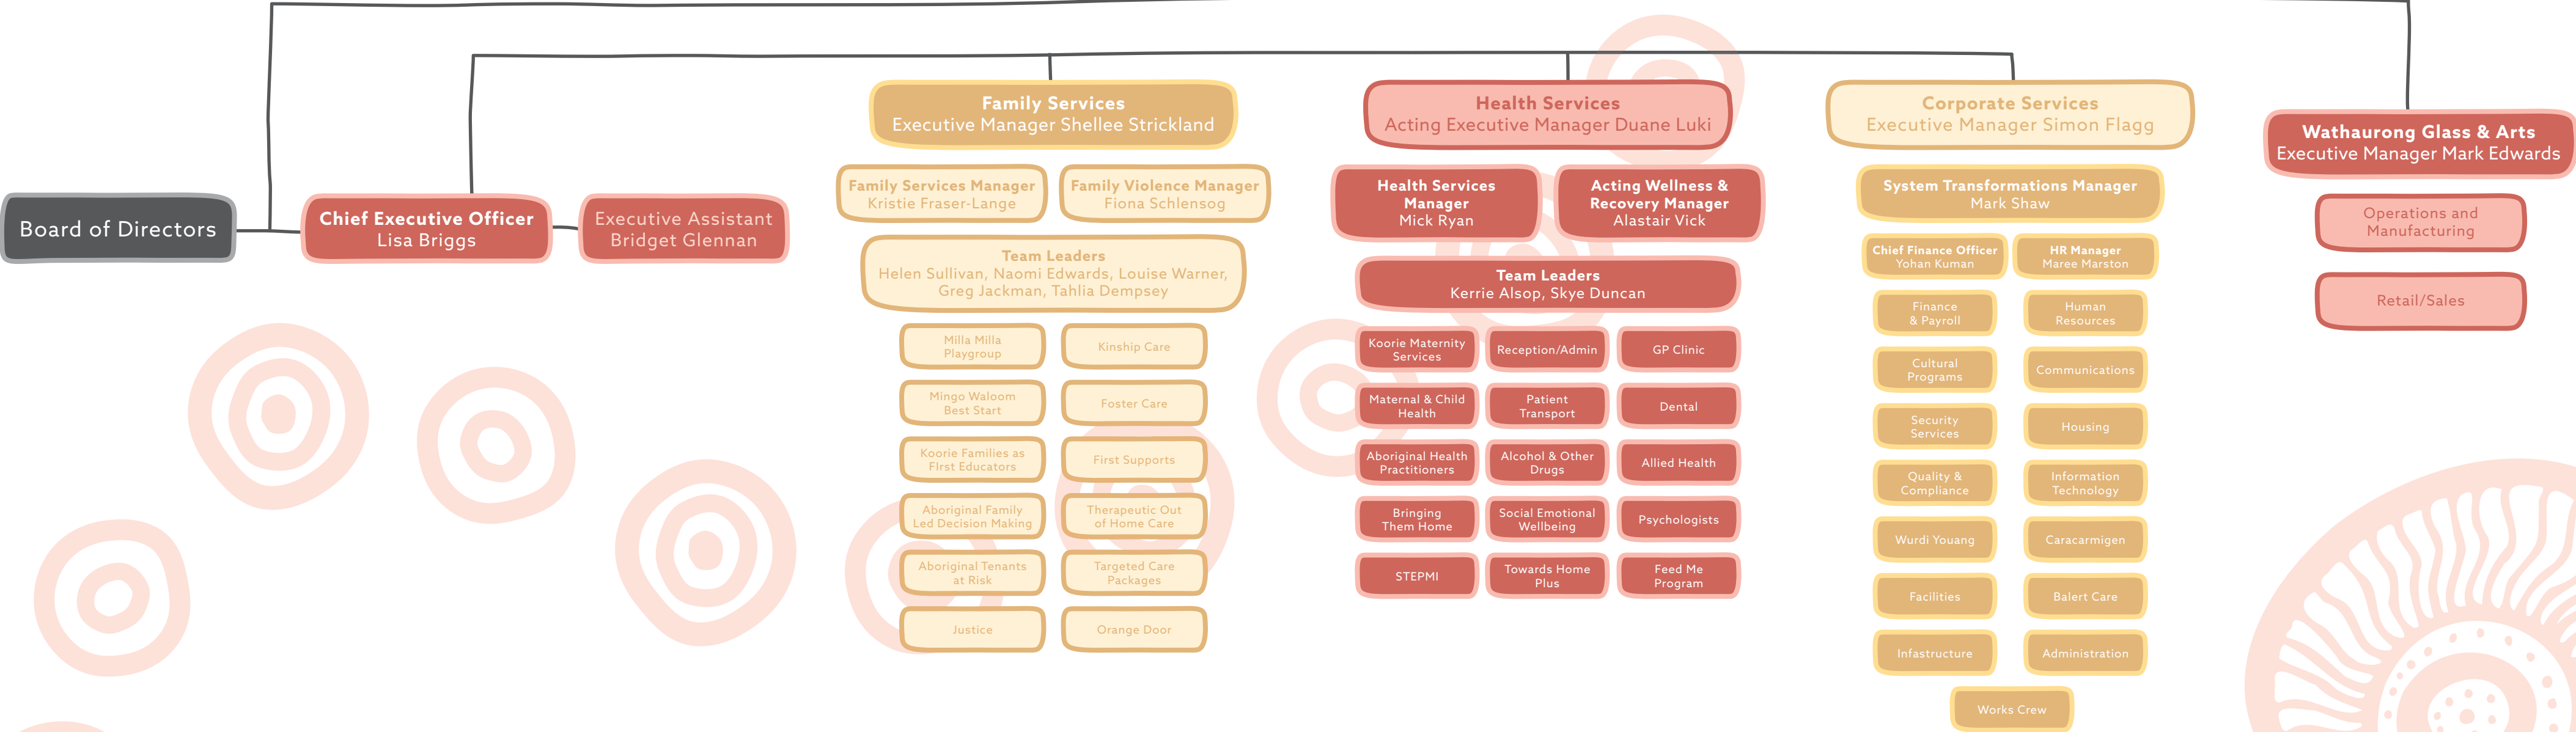 Board of Directors
Chief Executive Officer
Lisa Briggs
Executive Assistant
Bridget Glennan
Family Services
Executive Manager Shellee Strickland
Family Services Manager
Kristie Fraser-Lange
Family Violence Manager
Fiona Schlensog
Team Leaders
Helen Sullivan, Naomi Edwards, Louise Warner,
Greg Jackman, Tahlia Dempsey
Milla Milla
Playgroup
Kinship Care
Mingo Waloom
Best Start
Foster Care
Koorie Families as
FIrst Educators
First Supports
Aboriginal Family
Led Decision Making
Therapeutic Out
of Home Care
Aboriginal Tenants
at Risk
Targeted Care
Packages
Justice
Orange Door
Health Services
Acting Executive Manager Duane Luki
Health Services
Manager
Mick Ryan
Acting Wellness &
Recovery Manager
Alastair Vick
Team Leaders
Kerrie Alsop, Skye Duncan
Koorie Maternity
Services
Reception/Admin
GP Clinic
Maternal & Child
Health
Patient
Transport
Dental
Aboriginal Health
Practitioners
Alcohol & Other
Drugs
Allied Health
Bringing
Them Home
Social Emotional
Wellbeing
Psychologists
STEPMI
Towards Home
Plus
Feed Me
Program
Corporate Services
Executive Manager Simon Flagg
System Transformations Manager
Mark Shaw
Chief Finance Officer
Yohan Kuman
HR Manager
Maree Marston
Finance
& Payroll
Human
Resources
Cultural
Programs
Communications
Security
Services
Housing
Quality &
Compliance
Information
Technology
Wurdi Youang
Caracarmigen
Facilities
Balert Care
Infastructure
Administration
Works Crew
Wathaurong Glass & Arts
Executive Manager Mark Edwards
Operations and
Manufacturing
Retail/Sales